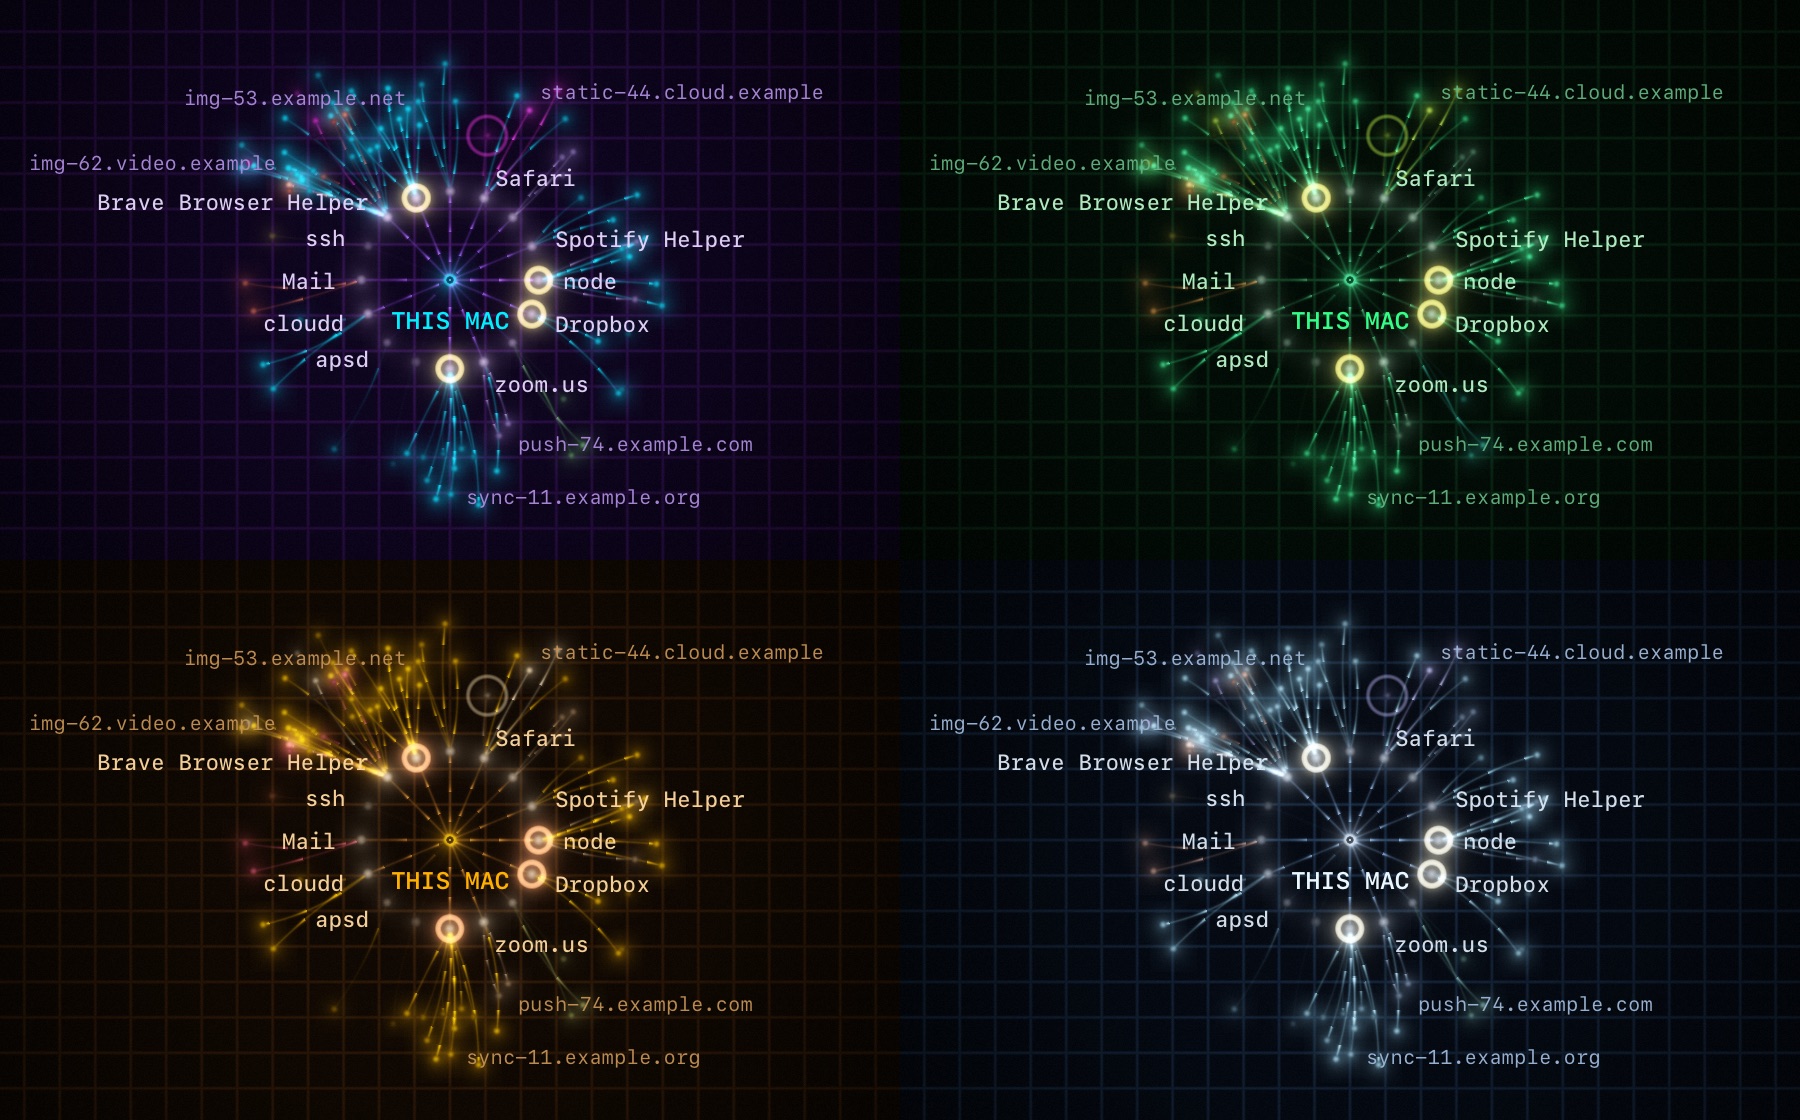 img-53.example.net
static-44.cloud.example
img-62.video.example
Safari
Brave Browser Helper
ssh
Spotify Helper
Mail
node
cloudd
THIS MAC
Dropbox
apsd
zoom.us
push-74.example.com
sync-11.example.org
img-53.example.net
static-44.cloud.example
img-62.video.example
Safari
Brave Browser Helper
ssh
Spotify Helper
Mail
node
cloudd
THIS MAC
Dropbox
apsd
zoom.us
push-74.example.com
sync-11.example.org
img-53.example.net
static-44.cloud.example
img-62.video.example
Safari
Brave Browser Helper
ssh
Spotify Helper
Mail
node
cloudd
THIS MAC
Dropbox
apsd
zoom.us
push-74.example.com
sync-11.example.org
img-53.example.net
static-44.cloud.example
img-62.video.example
Safari
Brave Browser Helper
ssh
Spotify Helper
Mail
node
cloudd
THIS MAC
Dropbox
apsd
zoom.us
push-74.example.com
sync-11.example.org